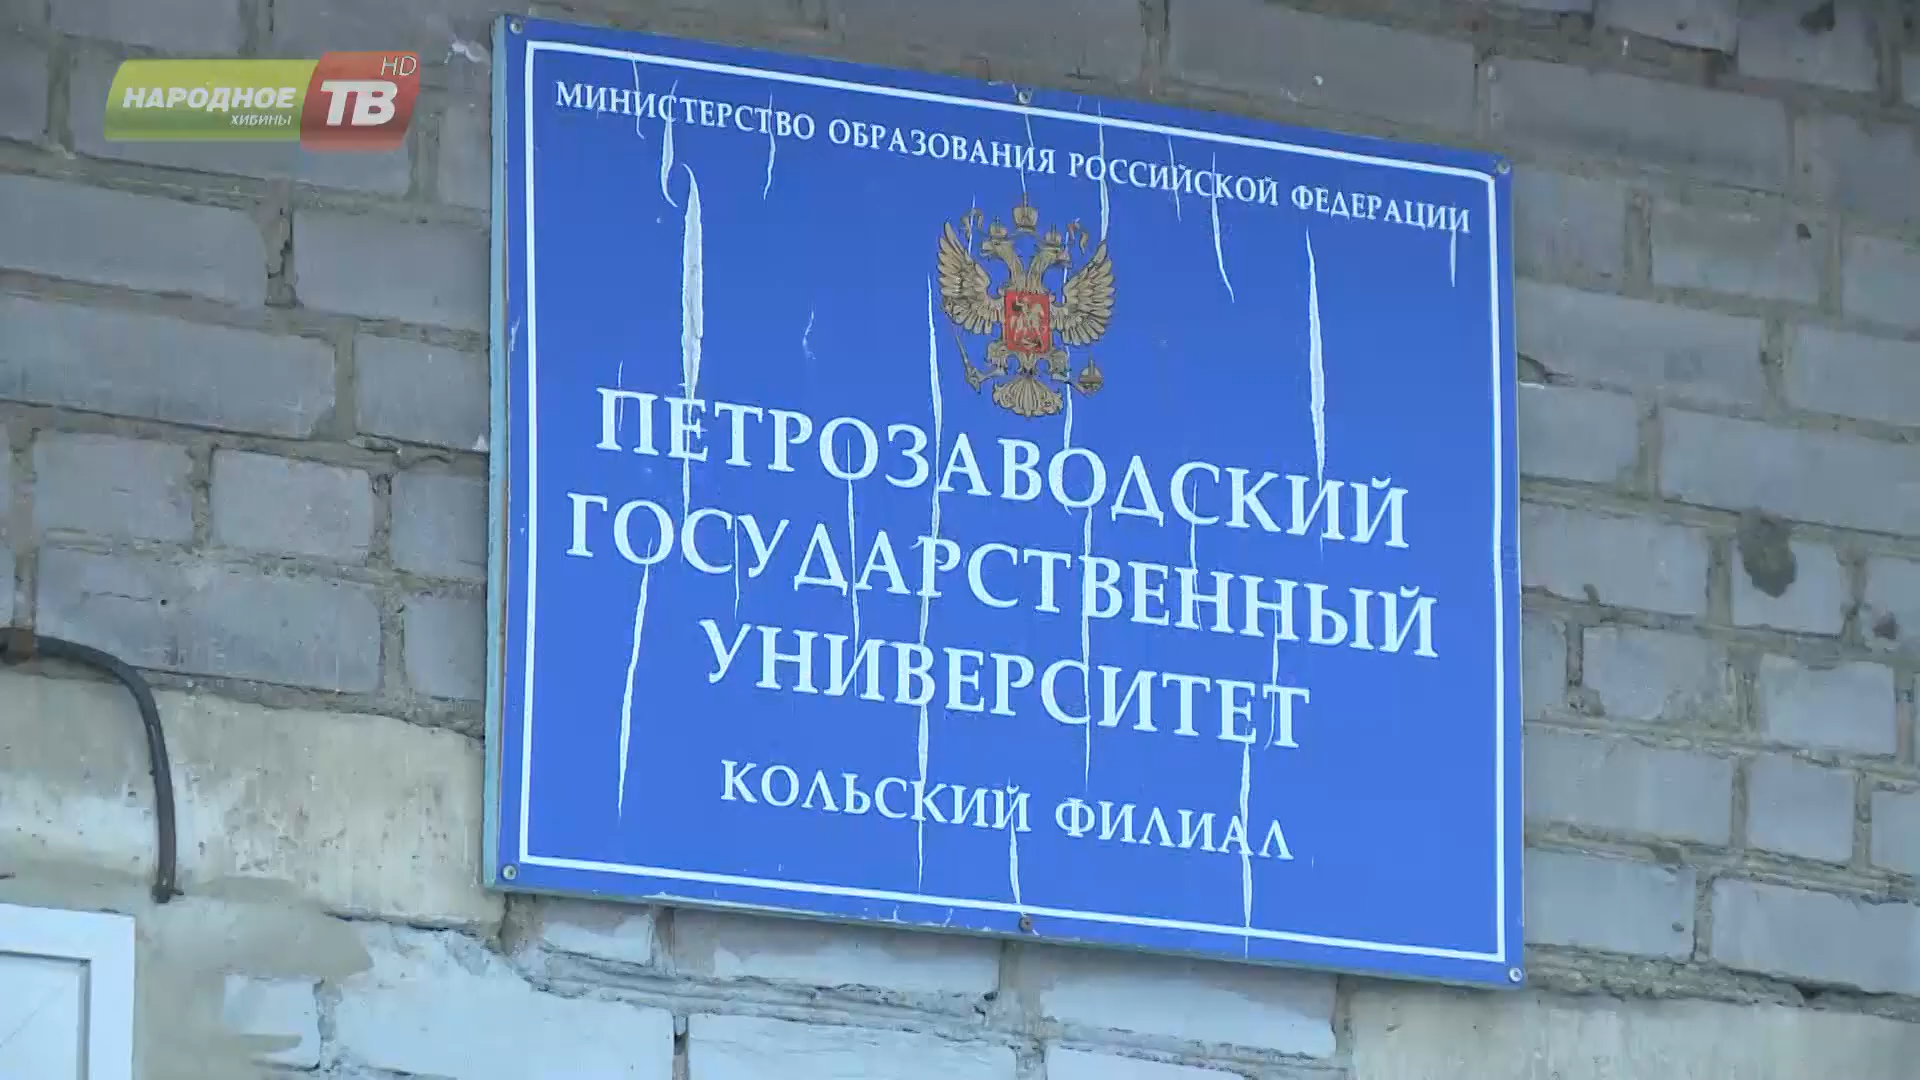 НАРОДНОЕ
ХИБИНЫ
ТВ
HD
МИНИСТЕРСТВО ОБРАЗОВАНИЯ РОССИЙСКОЙ ФЕДЕРАЦИИ
ПЕТРОЗАВОДСКИЙ
ГОСУДАРСТВЕННЫЙ
УНИВЕРСИТЕТ
КОЛЬСКИЙ ФИЛИАЛ